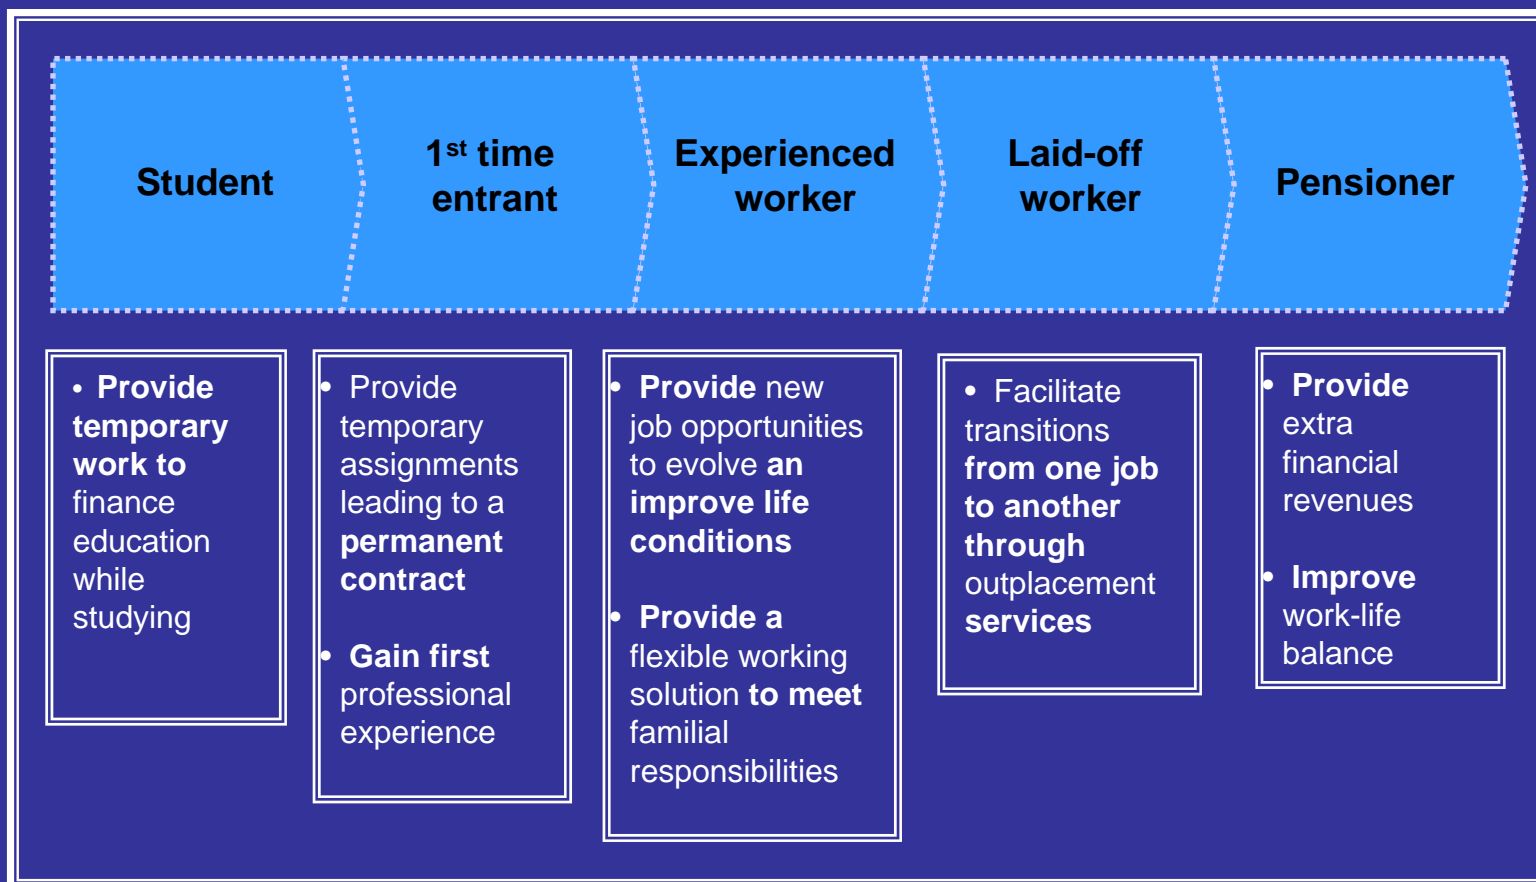 Student
1st time
entrant
Experienced
worker
Laid-off
worker
Pensioner
• Provide
temporary
work to
finance
education
while
studying
• Provide
temporary
assignments
leading to a
permanent
contract
• Gain first
professional
experience
• Provide new
job opportunities
to evolve an
improve life
conditions
• Provide a
flexible working
solution to meet
familial
responsibilities
• Facilitate
transitions
from one job
to another
through
outplacement
services
• Provide
extra
financial
revenues
• Improve
work-life
balance